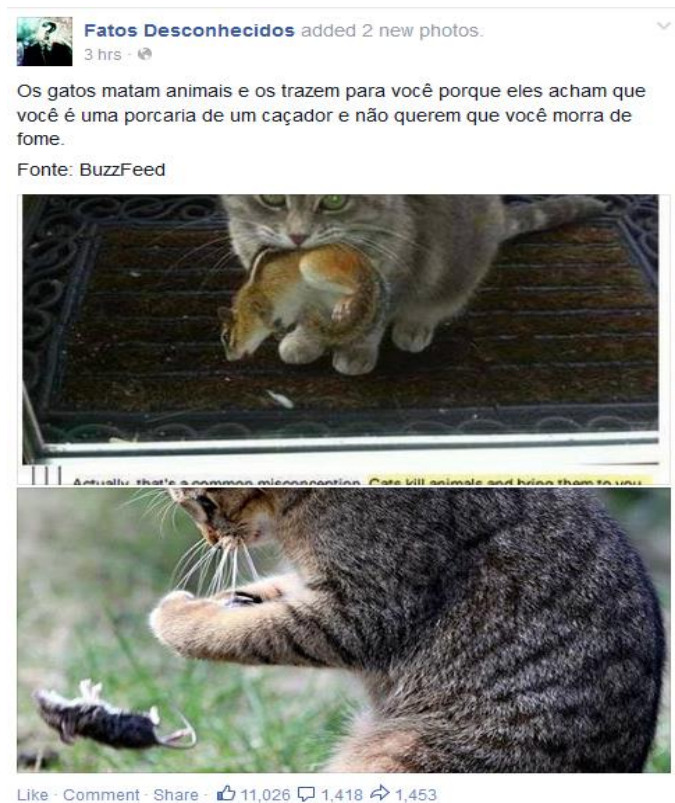 Fatos Desconhecidos added 2 new photos.
3 hrs ·
Os gatos matam animais e os trazem para você porque eles acham que
você é uma porcaria de um caçador e não querem que você morra de
fome.
Fonte: BuzzFeed
Actually, that's a common misconception. Cats kill animals and bring them to you
Like · Comment · Share · 11,026 1,418 1,453